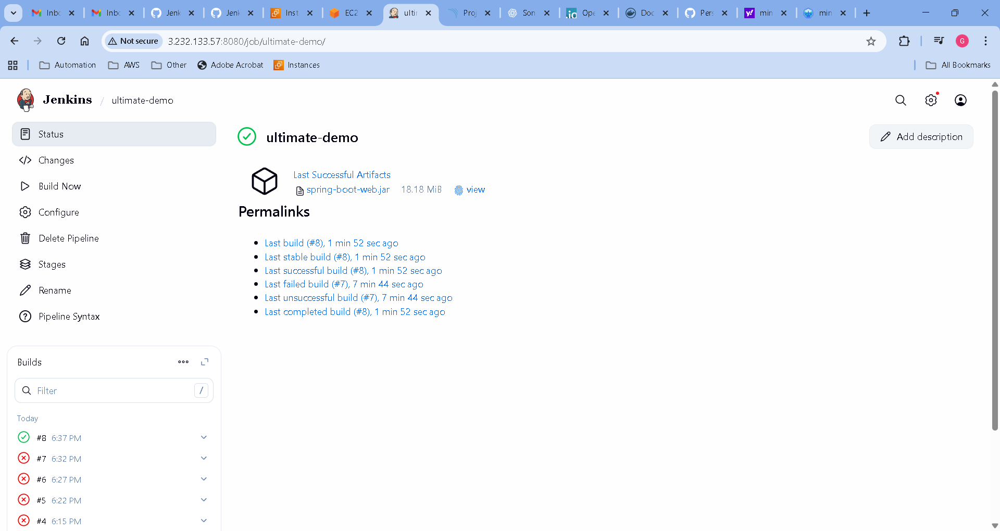 Inbo
Inbo
Jenk
Jenk
Inst
EC2
ultin
Proj
Son
Ope
Doc
Pers
min
min
Not secure 3.232.133.57:8080/job/ultimate-demo/
G
Automation AWS Other Adobe Acrobat Instances All Bookmarks
Jenkins / ultimate-demo
Status
Changes
Build Now
Configure
Delete Pipeline
Stages
Rename
Pipeline Syntax
ultimate-demo
Add description
Last Successful Artifacts
spring-boot-web.jar 18.18 MiB view
Permalinks
Last build (#8), 1 min 52 sec ago
Last stable build (#8), 1 min 52 sec ago
Last successful build (#8), 1 min 52 sec ago
Last failed build (#7), 7 min 44 sec ago
Last unsuccessful build (#7), 7 min 44 sec ago
Last completed build (#8), 1 min 52 sec ago
Builds
Filter /
Today
#8 6:37 PM
#7 6:32 PM
#6 6:27 PM
#5 6:22 PM
#4 6:15 PM